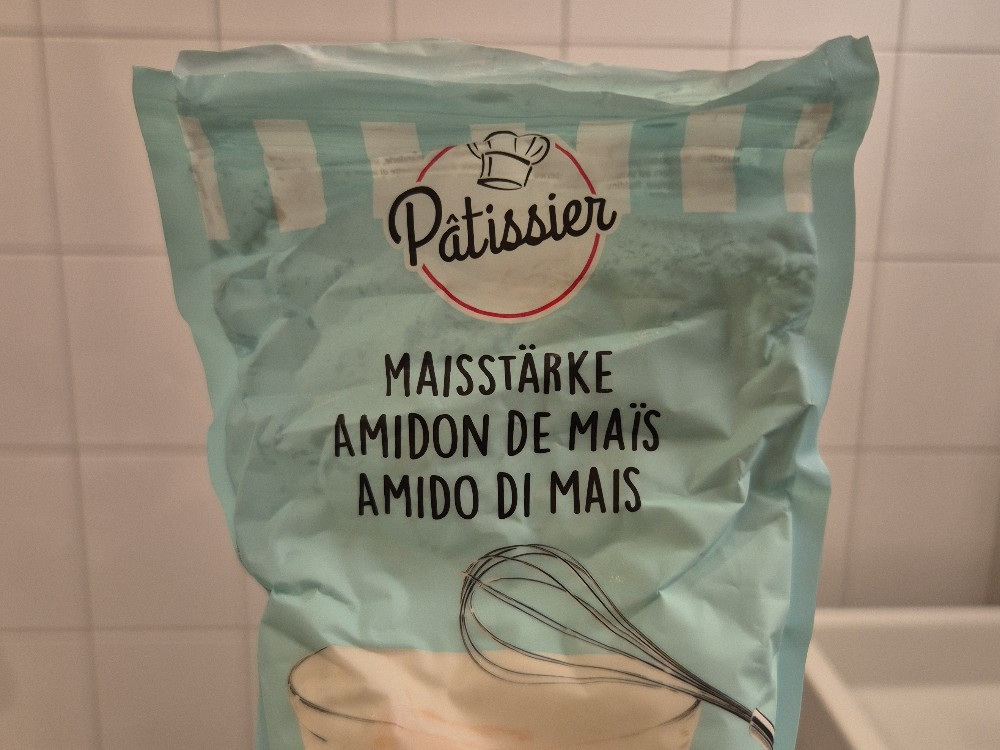 Pâtissier
MAISSTÄRKE
AMIDON DE MAÏS
AMIDO DI MAIS